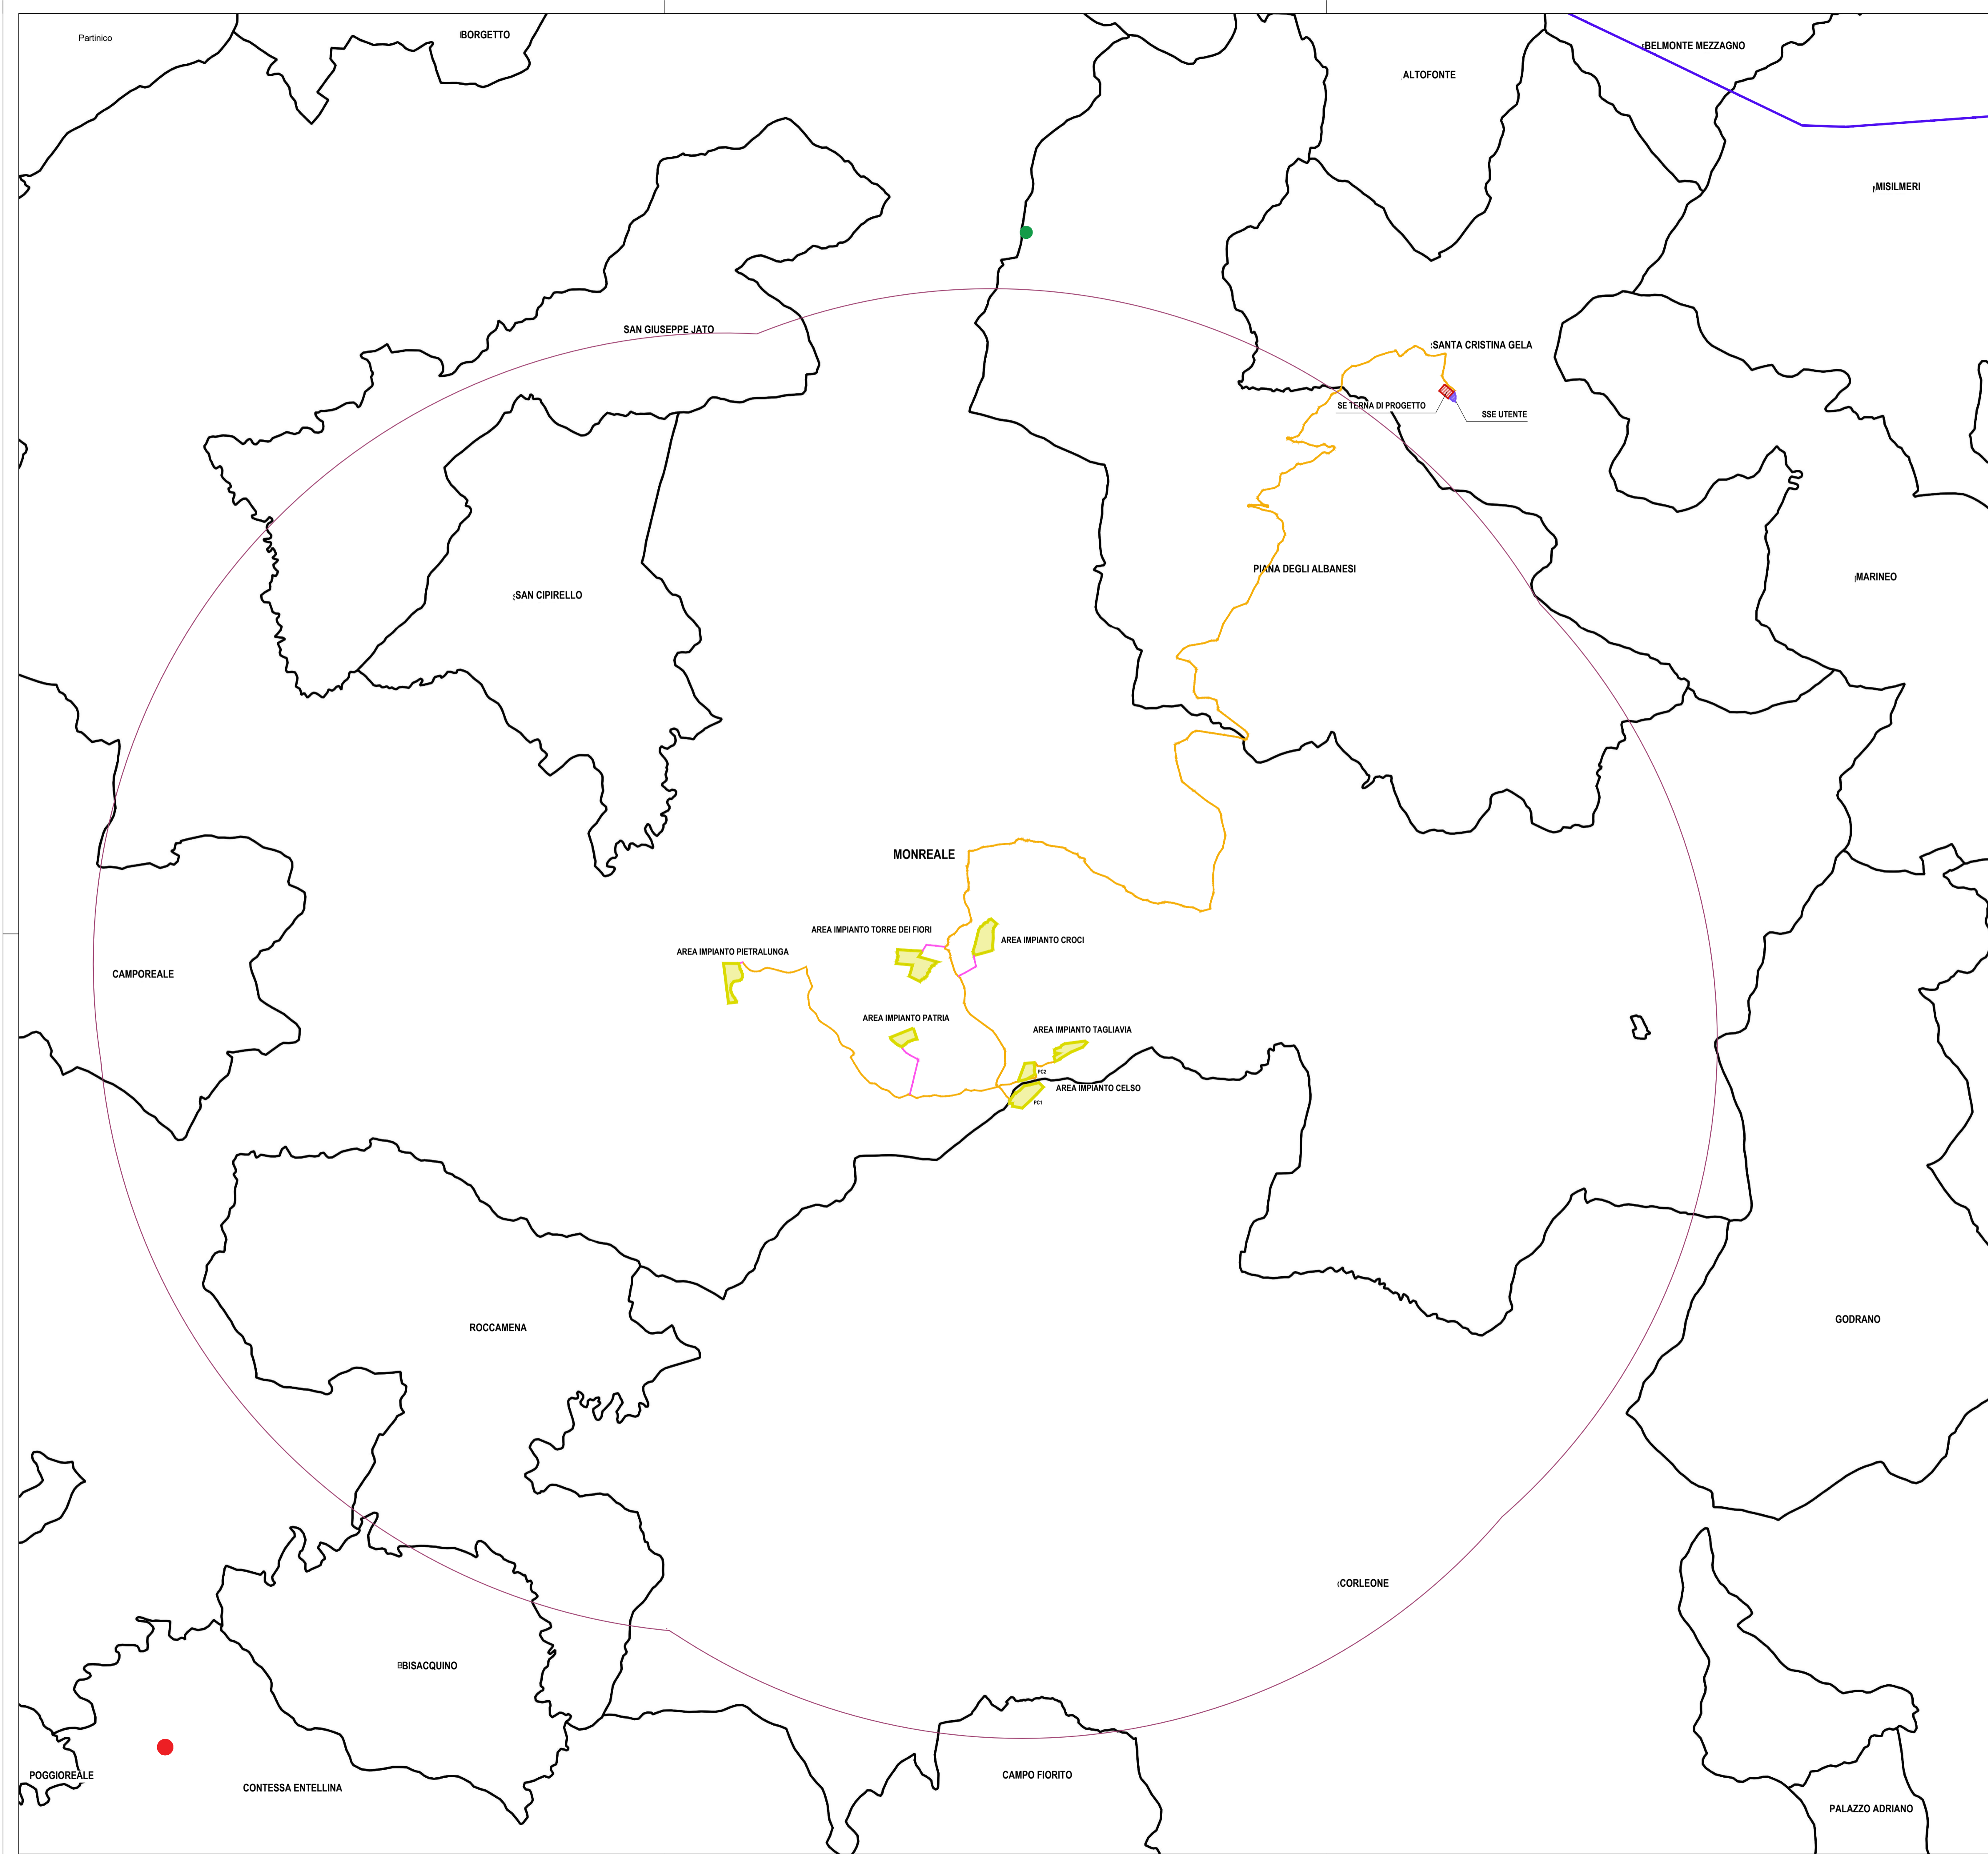 Partinico
BORGETTO
BELMONTE MEZZAGNO
ALTOFONTE
MISILMERI
SAN GIUSEPPE JATO
SANTA CRISTINA GELA
SE TERNA DI PROGETTO
SSE UTENTE
PIANA DEGLI ALBANESI
MARINEO
SAN CIPIRELLO
MONREALE
AREA IMPIANTO TORRE DEI FIORI
AREA IMPIANTO CROCI
AREA IMPIANTO PIETRALUNGA
CAMPOREALE
AREA IMPIANTO PATRIA
AREA IMPIANTO TAGLIAVIA
PC2
AREA IMPIANTO CELSO
PC1
GODRANO
ROCCAMENA
CORLEONE
BISACQUINO
POGGIOREALE
CONTESSA ENTELLINA
CAMPO FIORITO
PALAZZO ADRIANO